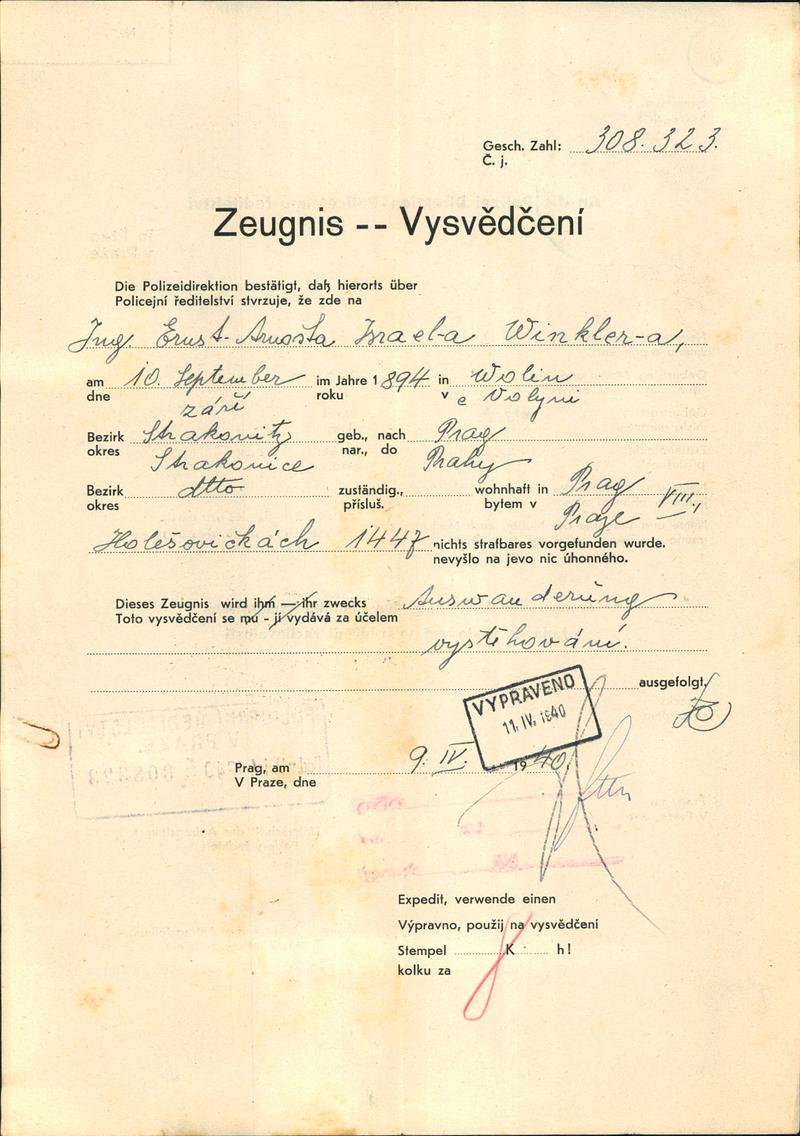 Gesch. Zahl: 308.323.
Č. j.
Zeugnis -- Vysvědčení
Die Polizeidirektion bestätigt, daß hierorts über
Policejní ředitelství stvrzuje, že zde na
Ing. Ernst-Arnošta Israel-a Winkler-a,
am 10. September im Jahre 1894 in Wolin
dne září roku v e Volyni
Bezirk Strakonitz geb., nach Prag
okres Strakonice nar., do Prahy
Bezirk dtto zuständig., wohnhaft in Prag VIII.,
okres přísluš. bytem v Praze
Holešovičkách 1447 nichts strafbares vorgefunden wurde.
nevyšlo na jevo nic úhonného.
Dieses Zeugnis wird ihm — ihr zwecks Auswanderung
Toto vysvědčení se mu - jí vydává za účelem
vystěhování.
ausgefolgt.
VYPRAVENO
11. IV. 1940
Prag, am 9. IV. 1940.
V Praze, dne
Expedit, verwende einen
Výpravno, použij na vysvědčení
Stempel K h!
kolku za